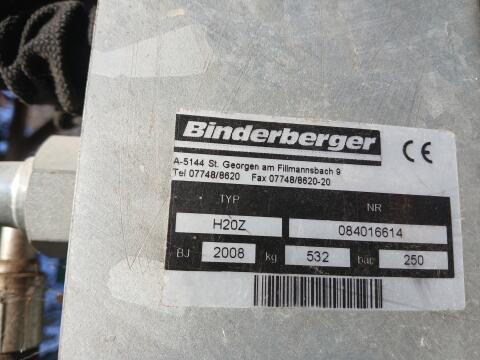 Binderberger
CE
A-5144 St. Georgen am Fillmannsbach 9
Tel 07748/8620 Fax 07748/8620-20
TYP NR
H20Z 084016614
BJ 2008 kg 532 bar 250